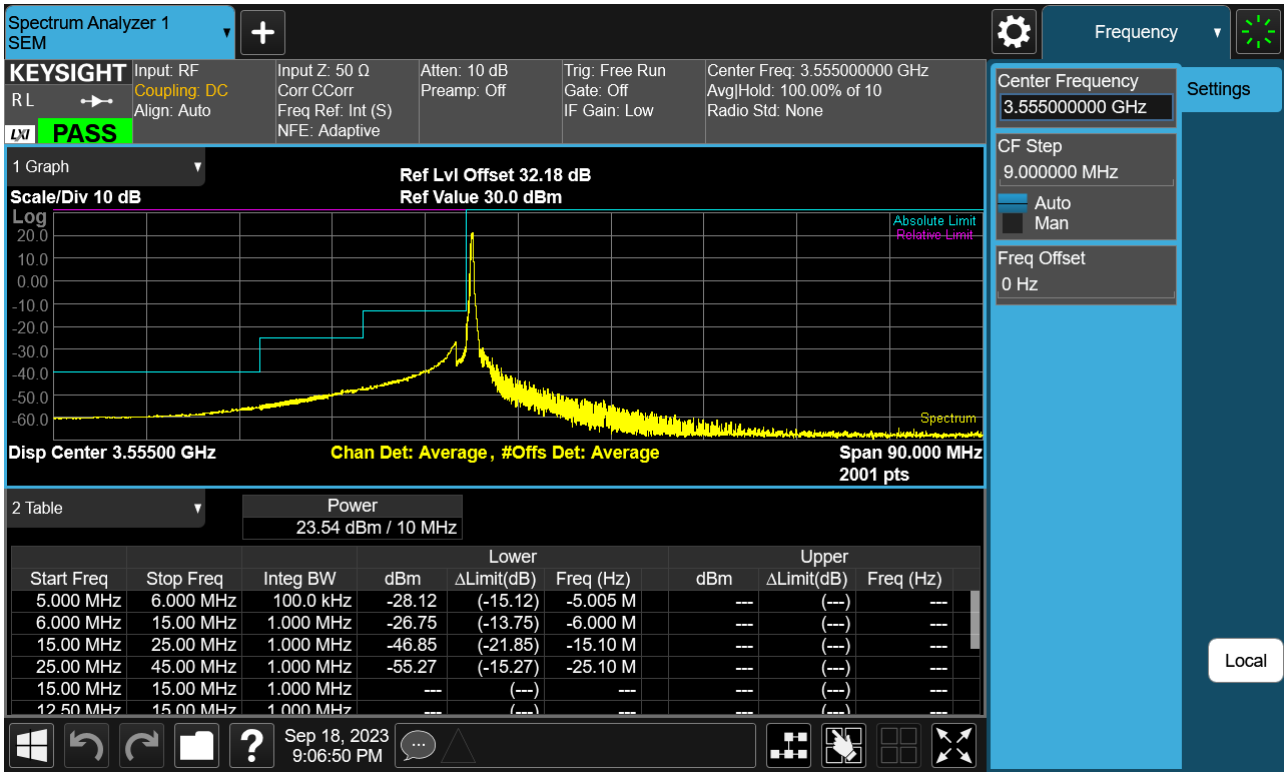 Spectrum Analyzer 1
SEM
▼
+
Frequency ▼
KEYSIGHT
RL
LXI PASS
Input: RF
Coupling: DC
Align: Auto
Input Z: 50 Ω
Corr CCorr
Freq Ref: Int (S)
NFE: Adaptive
Atten: 10 dB
Preamp: Off
Trig: Free Run
Gate: Off
IF Gain: Low
Center Freq: 3.555000000 GHz
Avg|Hold: 100.00% of 10
Radio Std: None
Center Frequency
3.555000000 GHz
Settings
CF Step
9.000000 MHz
Auto
Man
Freq Offset
0 Hz
1 Graph ▼
Scale/Div 10 dB
Ref Lvl Offset 32.18 dB
Ref Value 30.0 dBm
Log
20.0
10.0
0.00
-10.0
-20.0
-30.0
-40.0
-50.0
-60.0
Absolute Limit
Relative Limit
Spectrum
Disp Center 3.55500 GHz
Chan Det: Average , #Offs Det: Average
Span 90.000 MHz
2001 pts
2 Table ▼
Power
23.54 dBm / 10 MHz
Lower Upper
Start Freq Stop Freq Integ BW dBm ΔLimit(dB) Freq (Hz) dBm ΔLimit(dB) Freq (Hz)
5.000 MHz 6.000 MHz 100.0 kHz -28.12 (-15.12) -5.005 M --- (---) ---
6.000 MHz 15.00 MHz 1.000 MHz -26.75 (-13.75) -6.000 M --- (---) ---
15.00 MHz 25.00 MHz 1.000 MHz -46.85 (-21.85) -15.10 M --- (---) ---
25.00 MHz 45.00 MHz 1.000 MHz -55.27 (-15.27) -25.10 M --- (---) ---
15.00 MHz 15.00 MHz 1.000 MHz --- (---) --- --- (---) ---
12.50 MHz 15.00 MHz 1.000 MHz --- (---) --- --- (---) ---
Local
?
Sep 18, 2023
9:06:50 PM
...